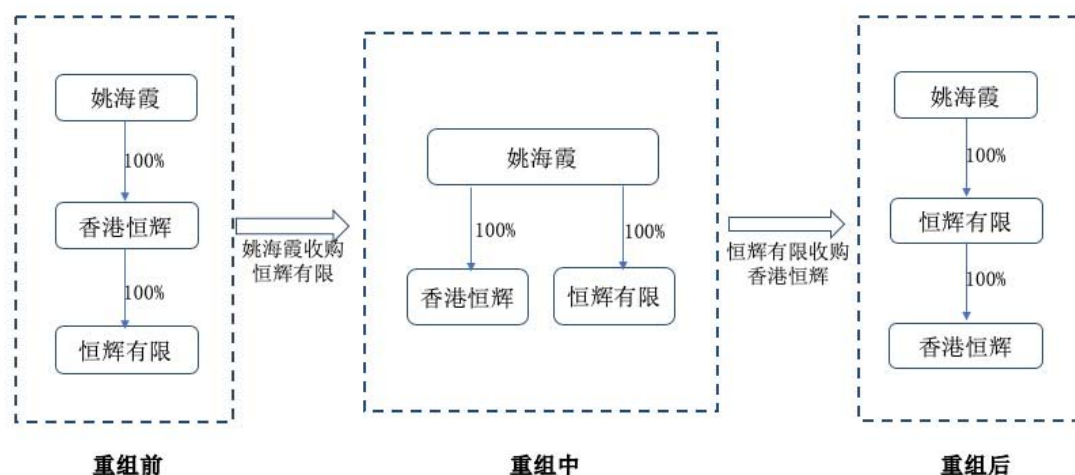 姚海霞
100%
香港恒辉
100%
恒辉有限
重组前
姚海霞收购
恒辉有限
姚海霞
100%
100%
香港恒辉
恒辉有限
重组中
恒辉有限收购
香港恒辉
姚海霞
100%
恒辉有限
100%
香港恒辉
重组后